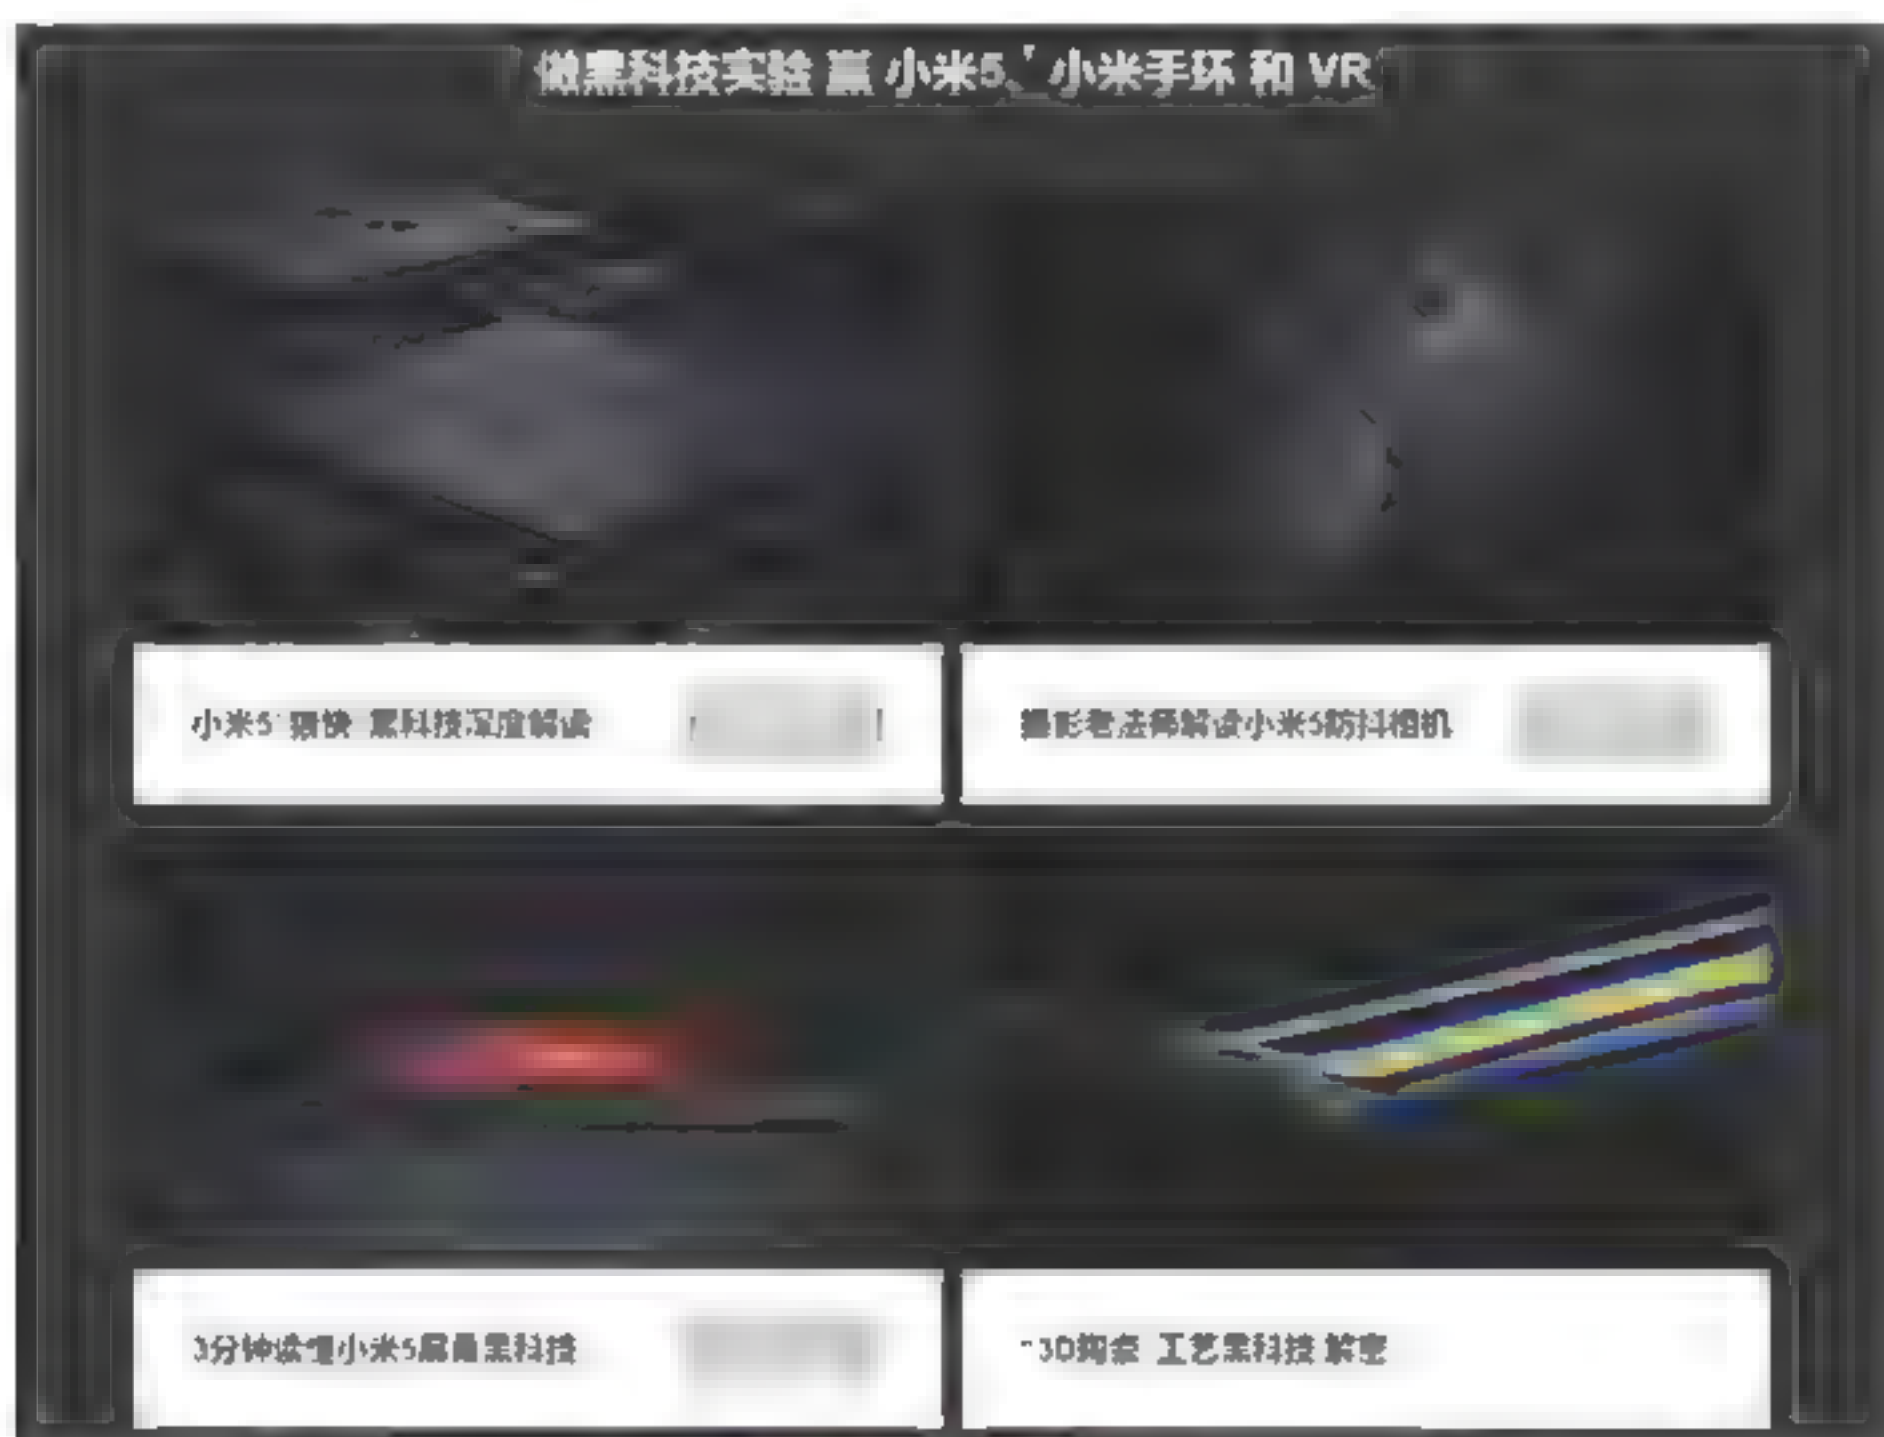 做黑科技实验 赢 小米5、小米手环 和 VR
小米5 黑科技深度解读
摄影老法师解读小米5防抖相机
3分钟读懂小米5屏幕黑科技
3D陶瓷 工艺黑科技 解密